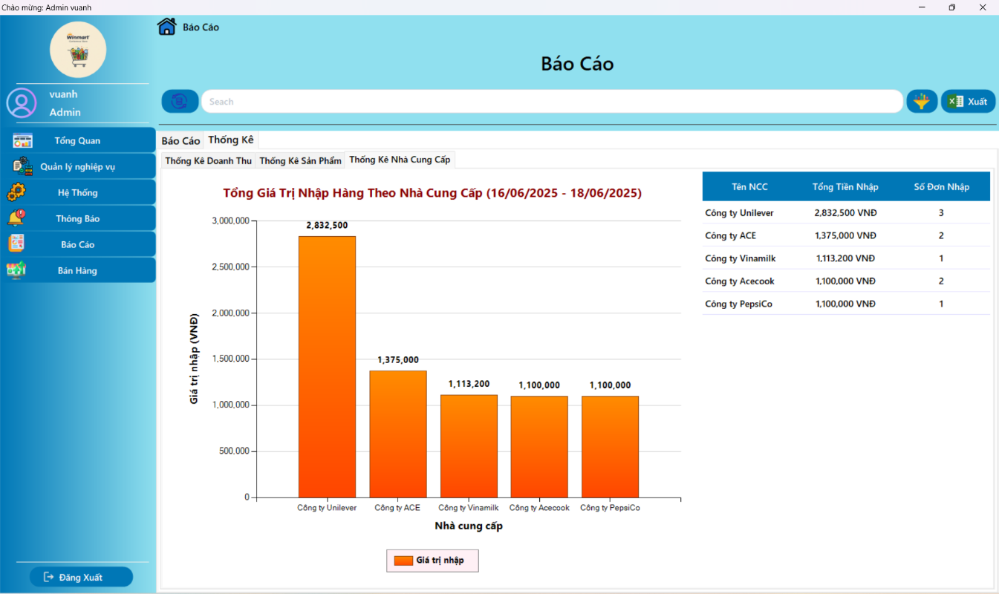 Chào mừng: Admin vuanh
Winmart
Báo Cáo
Báo Cáo
vuanh
Admin
Seach
Xuất
Tổng Quan
Quản lý nghiệp vụ
Hệ Thống
Thông Báo
Báo Cáo
Bán Hàng
Đăng Xuất
Báo Cáo Thống Kê
Thống Kê Doanh Thu Thống Kê Sản Phẩm Thống Kê Nhà Cung Cấp
Tổng Giá Trị Nhập Hàng Theo Nhà Cung Cấp (16/06/2025 - 18/06/2025)
Giá trị nhập (VNĐ)
3,000,000
2,500,000
2,000,000
1,500,000
1,000,000
500,000
0
2,832,500
1,375,000
1,113,200
1,100,000
1,100,000
Công ty Unilever Công ty ACE Công ty Vinamilk Công ty Acecook Công ty PepsiCo
Nhà cung cấp
Giá trị nhập
Tên NCC Tổng Tiền Nhập Số Đơn Nhập
Công ty Unilever 2,832,500 VNĐ 3
Công ty ACE 1,375,000 VNĐ 2
Công ty Vinamilk 1,113,200 VNĐ 1
Công ty Acecook 1,100,000 VNĐ 2
Công ty PepsiCo 1,100,000 VNĐ 1